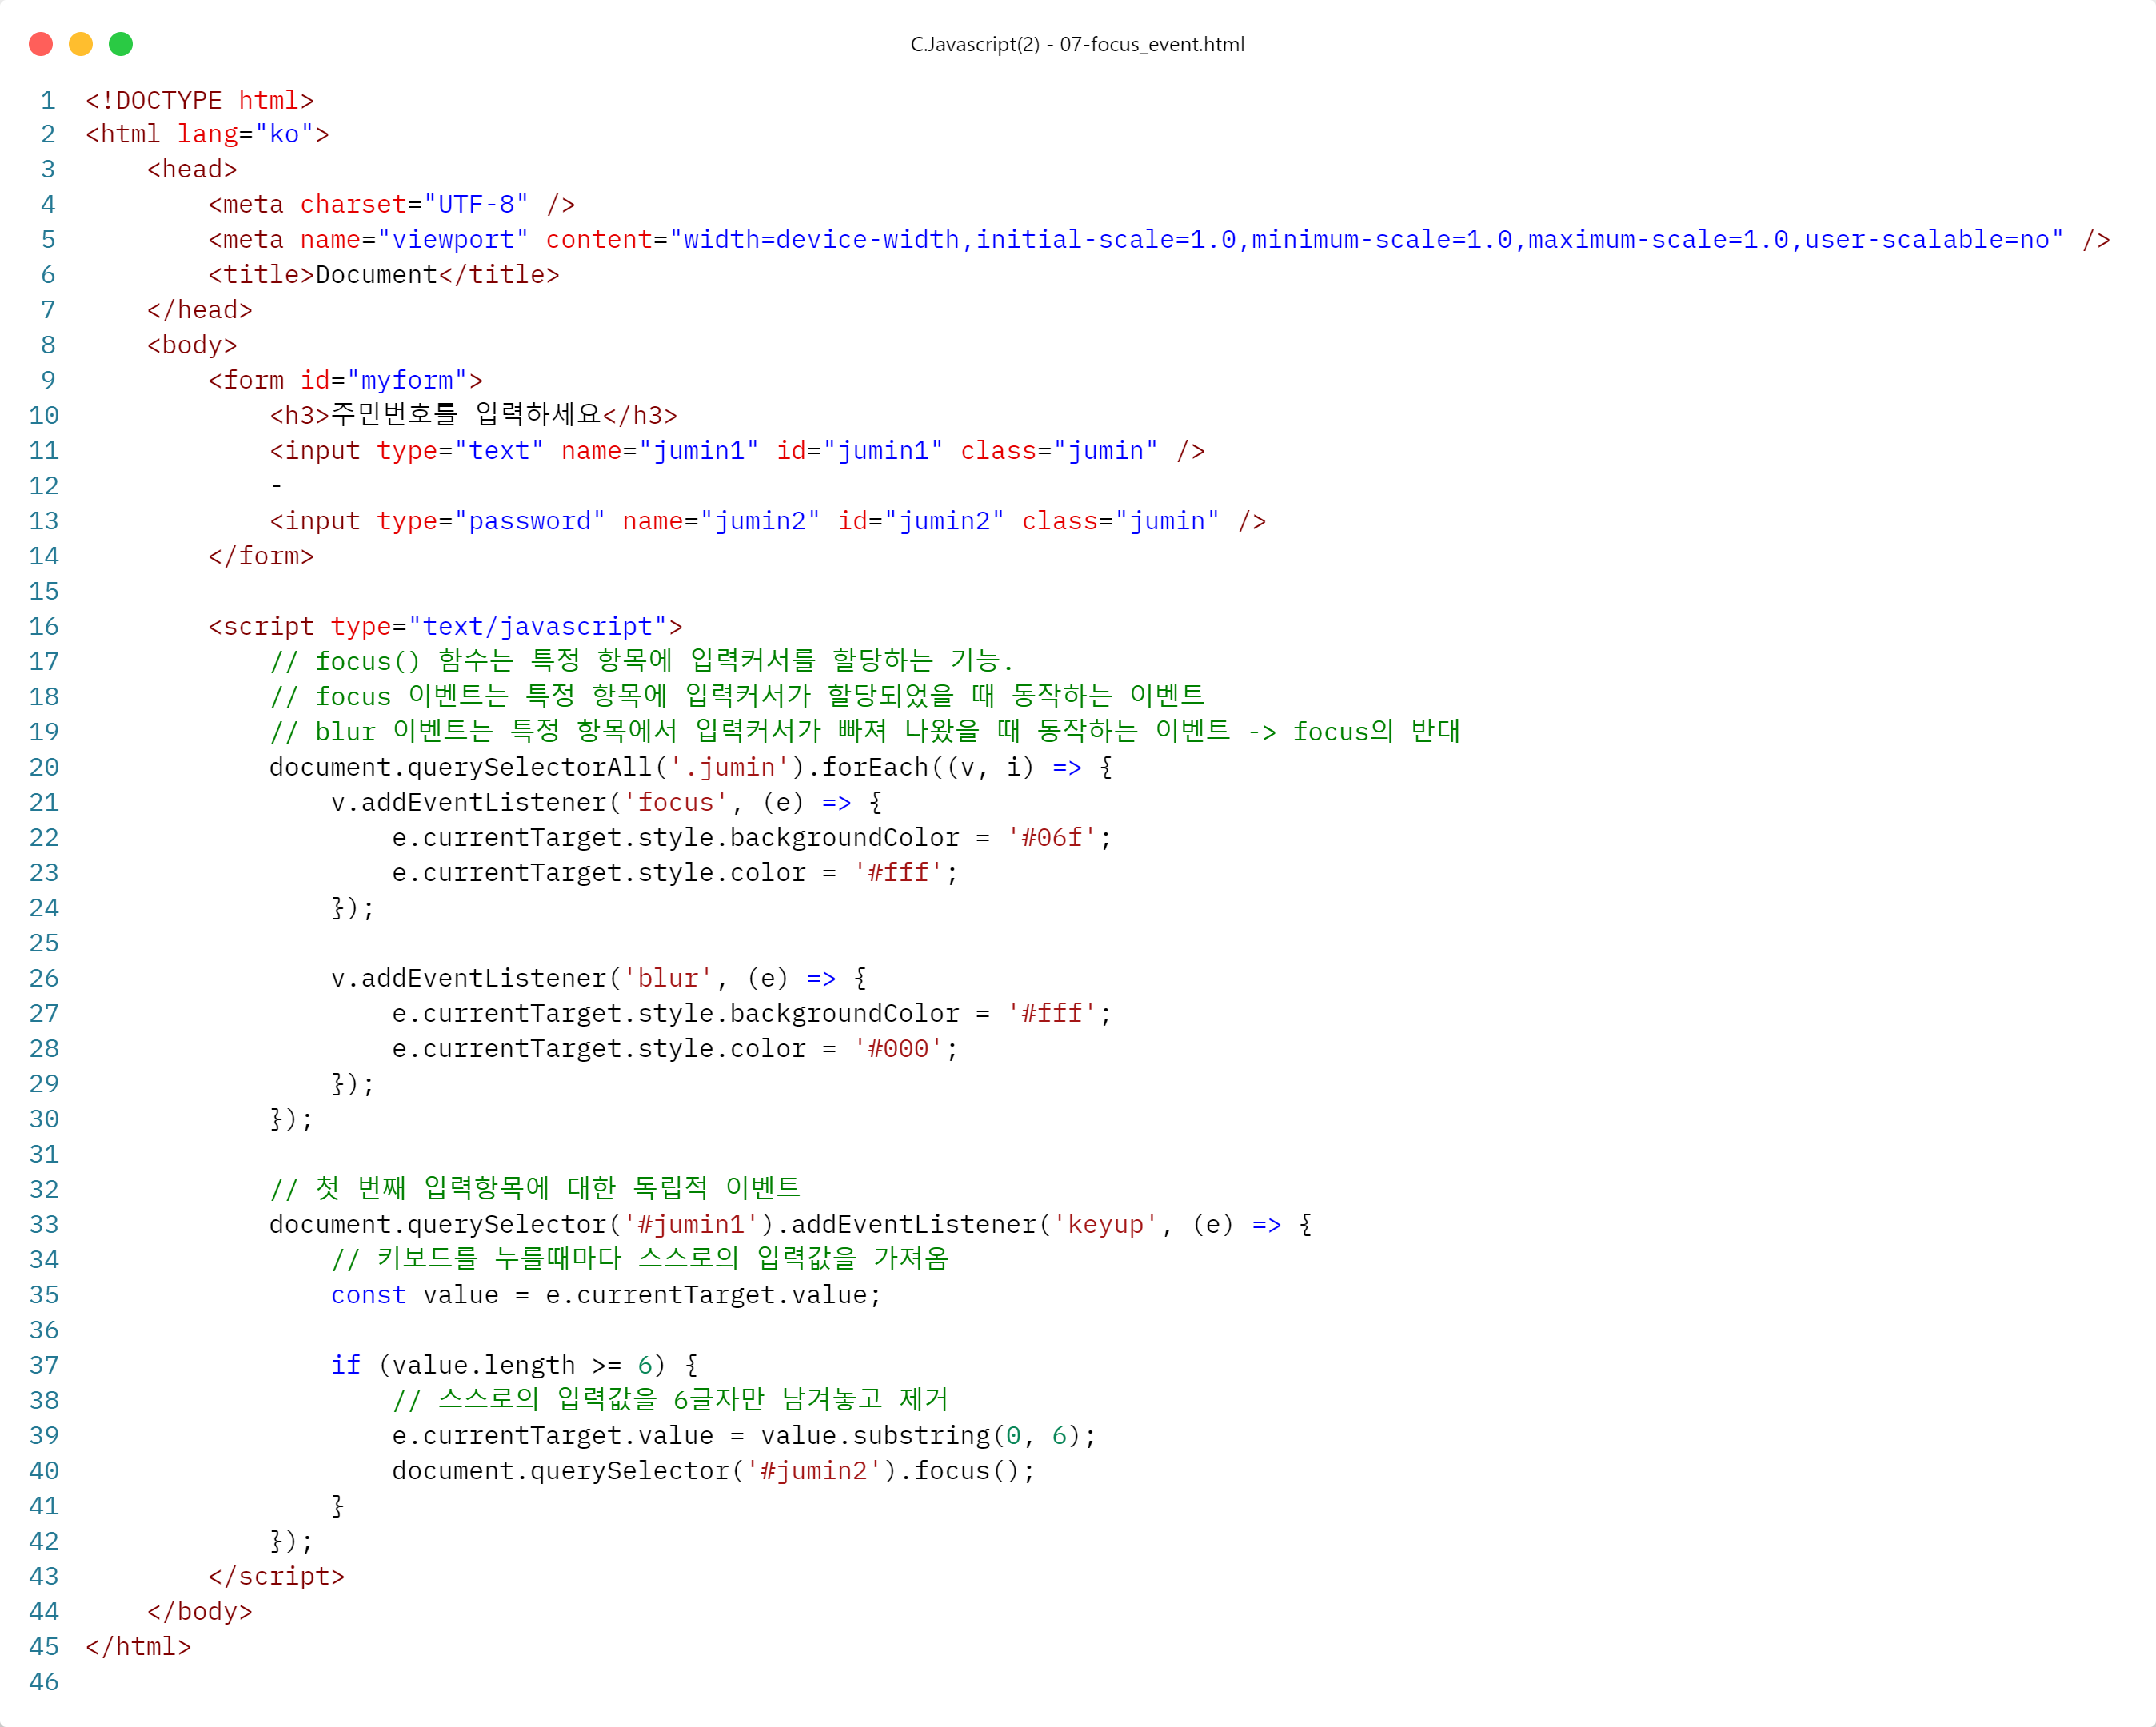 C.Javascript(2) - 07-focus_event.html
1 <!DOCTYPE html>
2 <html lang="ko">
3     <head>
4         <meta charset="UTF-8" />
5         <meta name="viewport" content="width=device-width,initial-scale=1.0,minimum-scale=1.0,maximum-scale=1.0,user-scalable=no" />
6         <title>Document</title>
7     </head>
8     <body>
9         <form id="myform">
10             <h3>주민번호를 입력하세요</h3>
11             <input type="text" name="jumin1" id="jumin1" class="jumin" />
12             -
13             <input type="password" name="jumin2" id="jumin2" class="jumin" />
14         </form>
15
16         <script type="text/javascript">
17             // focus() 함수는 특정 항목에 입력커서를 할당하는 기능.
18             // focus 이벤트는 특정 항목에 입력커서가 할당되었을 때 동작하는 이벤트
19             // blur 이벤트는 특정 항목에서 입력커서가 빠져 나왔을 때 동작하는 이벤트 -> focus의 반대
20             document.querySelectorAll('.jumin').forEach((v, i) => {
21                 v.addEventListener('focus', (e) => {
22                     e.currentTarget.style.backgroundColor = '#06f';
23                     e.currentTarget.style.color = '#fff';
24                 });
25
26                 v.addEventListener('blur', (e) => {
27                     e.currentTarget.style.backgroundColor = '#fff';
28                     e.currentTarget.style.color = '#000';
29                 });
30             });
31
32             // 첫 번째 입력항목에 대한 독립적 이벤트
33             document.querySelector('#jumin1').addEventListener('keyup', (e) => {
34                 // 키보드를 누를때마다 스스로의 입력값을 가져옴
35                 const value = e.currentTarget.value;
36
37                 if (value.length >= 6) {
38                     // 스스로의 입력값을 6글자만 남겨놓고 제거
39                     e.currentTarget.value = value.substring(0, 6);
40                     document.querySelector('#jumin2').focus();
41                 }
42             });
43         </script>
44     </body>
45 </html>
46